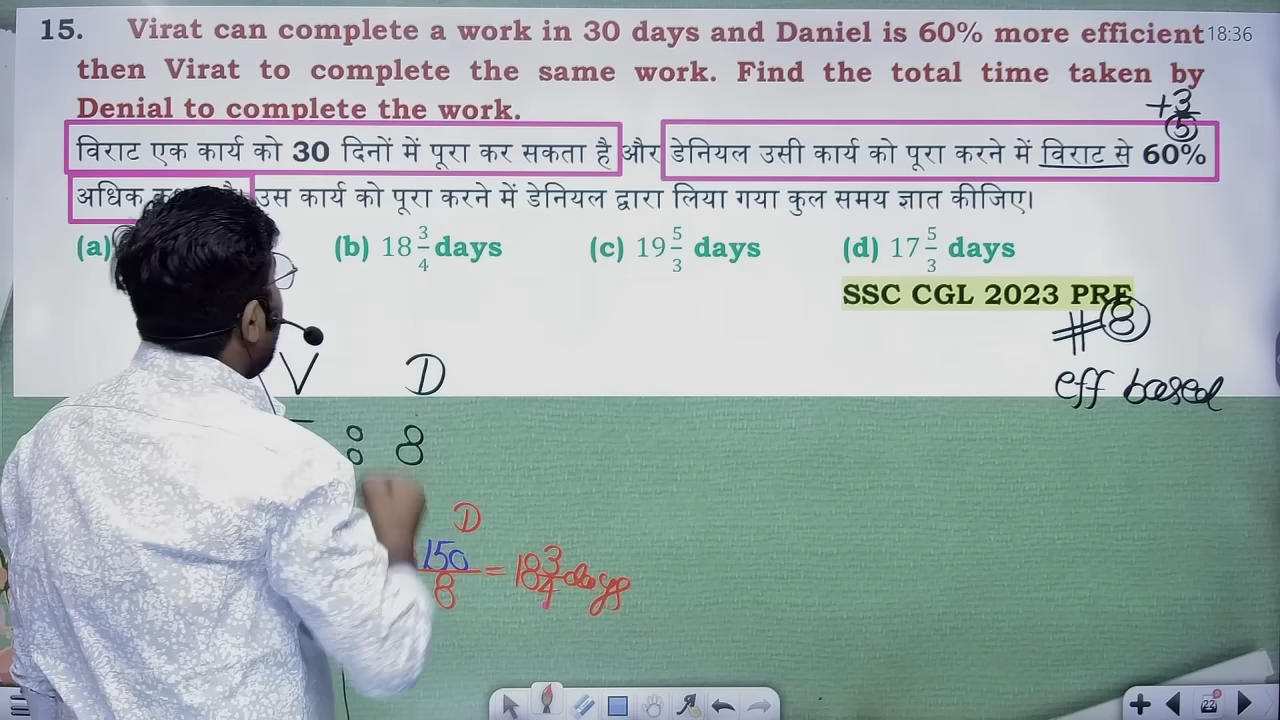 15. Virat can complete a work in 30 days and Daniel is 60% more efficient 18:36
then Virat to complete the same work. Find the total time taken by
Denial to complete the work.
+3
5
विराट एक कार्य को 30 दिनों में पूरा कर सकता है और डेनियल उसी कार्य को पूरा करने में विराट से 60%
अधिक उस कार्य को पूरा करने में डेनियल द्वारा लिया गया कुल समय ज्ञात कीजिए।
(a) (b) 18 3/4 days (c) 19 5/3 days (d) 17 5/3 days
SSC CGL 2023 PRE
#8
eff based
V D
: 8
D
150/8 = 18 3/4 days
22